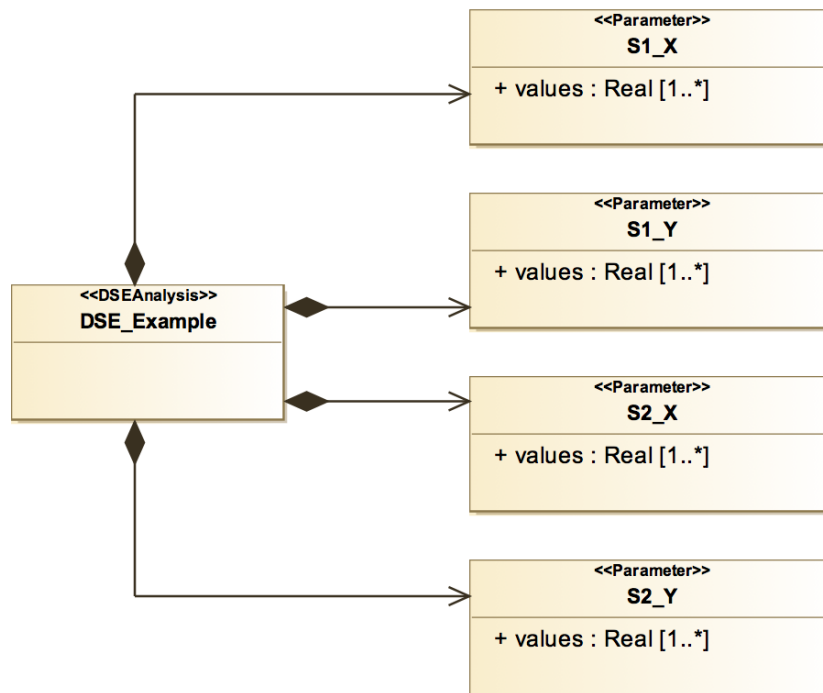 <<Parameter>>
S1_X
+ values : Real [1..*]
<<Parameter>>
S1_Y
+ values : Real [1..*]
<<DSEAnalysis>>
DSE_Example
<<Parameter>>
S2_X
+ values : Real [1..*]
<<Parameter>>
S2_Y
+ values : Real [1..*]